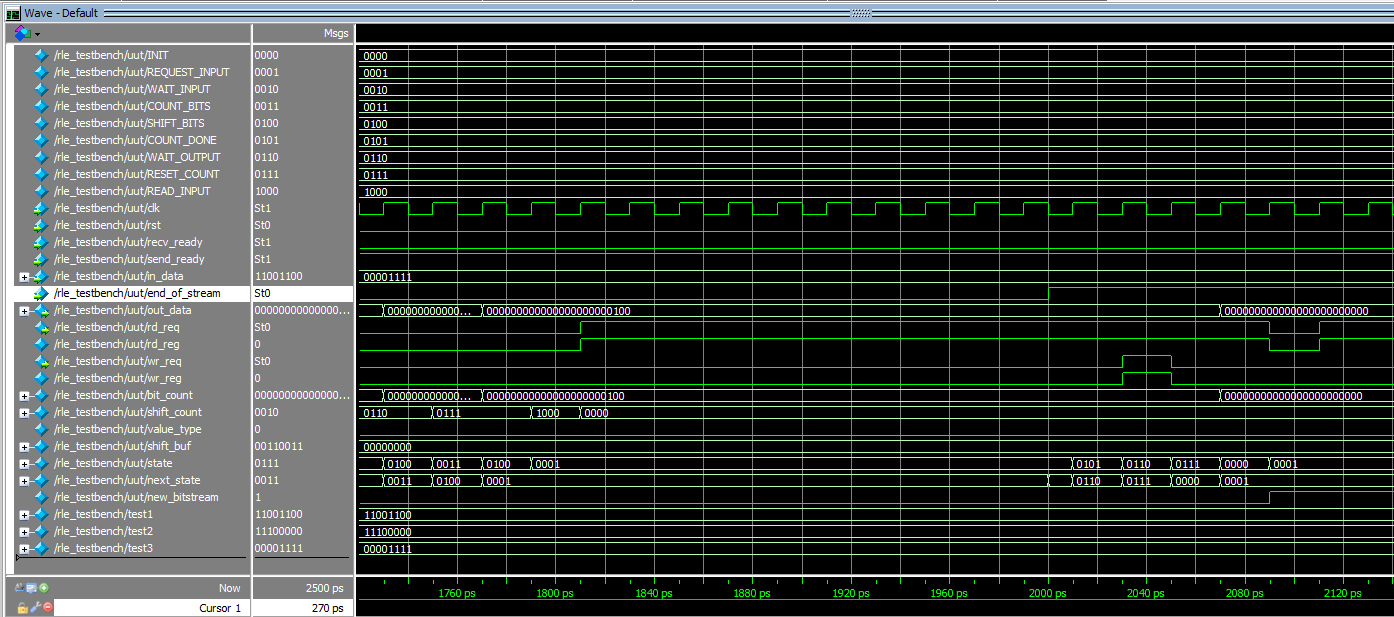 Wave - Default
Msgs
/rle_testbench/uut/INIT 0000 0000
/rle_testbench/uut/REQUEST_INPUT 0001 0001
/rle_testbench/uut/WAIT_INPUT 0010 0010
/rle_testbench/uut/COUNT_BITS 0011 0011
/rle_testbench/uut/SHIFT_BITS 0100 0100
/rle_testbench/uut/COUNT_DONE 0101 0101
/rle_testbench/uut/WAIT_OUTPUT 0110 0110
/rle_testbench/uut/RESET_COUNT 0111 0111
/rle_testbench/uut/READ_INPUT 1000 1000
/rle_testbench/uut/clk St1
/rle_testbench/uut/rst St0
/rle_testbench/uut/recv_ready St1
/rle_testbench/uut/send_ready St1
/rle_testbench/uut/in_data 11001100 00001111
/rle_testbench/uut/end_of_stream St0
/rle_testbench/uut/out_data 00000000000000... 000000000000... 000000000000000000000100 000000000000000000000000
/rle_testbench/uut/rd_req St0
/rle_testbench/uut/rd_reg 0
/rle_testbench/uut/wr_req St0
/rle_testbench/uut/wr_reg 0
/rle_testbench/uut/bit_count 00000000000000... 000000000000... 00000000000000000000100 00000000000000000000000
/rle_testbench/uut/shift_count 0010 0110 0111 1000 0000
/rle_testbench/uut/value_type 0
/rle_testbench/uut/shift_buf 00110011 00000000
/rle_testbench/uut/state 0111 0100 0011 0100 0001 0101 0110 0111 0000 0001
/rle_testbench/uut/next_state 0011 0011 0100 0001 0110 0111 0000 0001
/rle_testbench/uut/new_bitstream 1
/rle_testbench/test1 11001100 11001100
/rle_testbench/test2 11100000 11100000
/rle_testbench/test3 00001111 00001111
Now 2500 ps 1760 ps 1800 ps 1840 ps 1880 ps 1920 ps 1960 ps 2000 ps 2040 ps 2080 ps 2120 ps
Cursor 1 270 ps